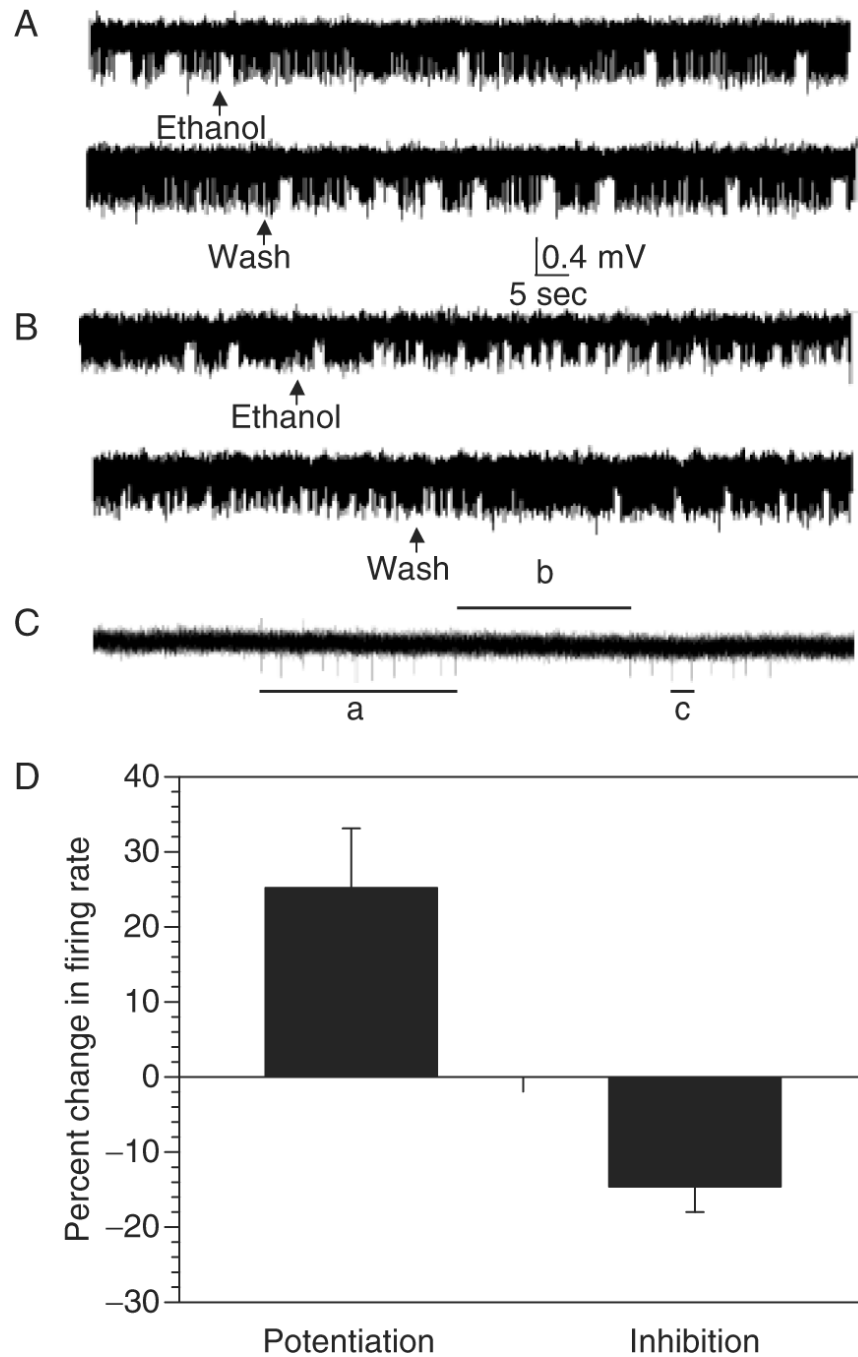 A
Ethanol
Wash
0.4 mV
5 sec
B
Ethanol
Wash
b
C
a
c
D
Percent change in firing rate
40
30
20
10
0
−10
−20
−30
Potentiation
Inhibition